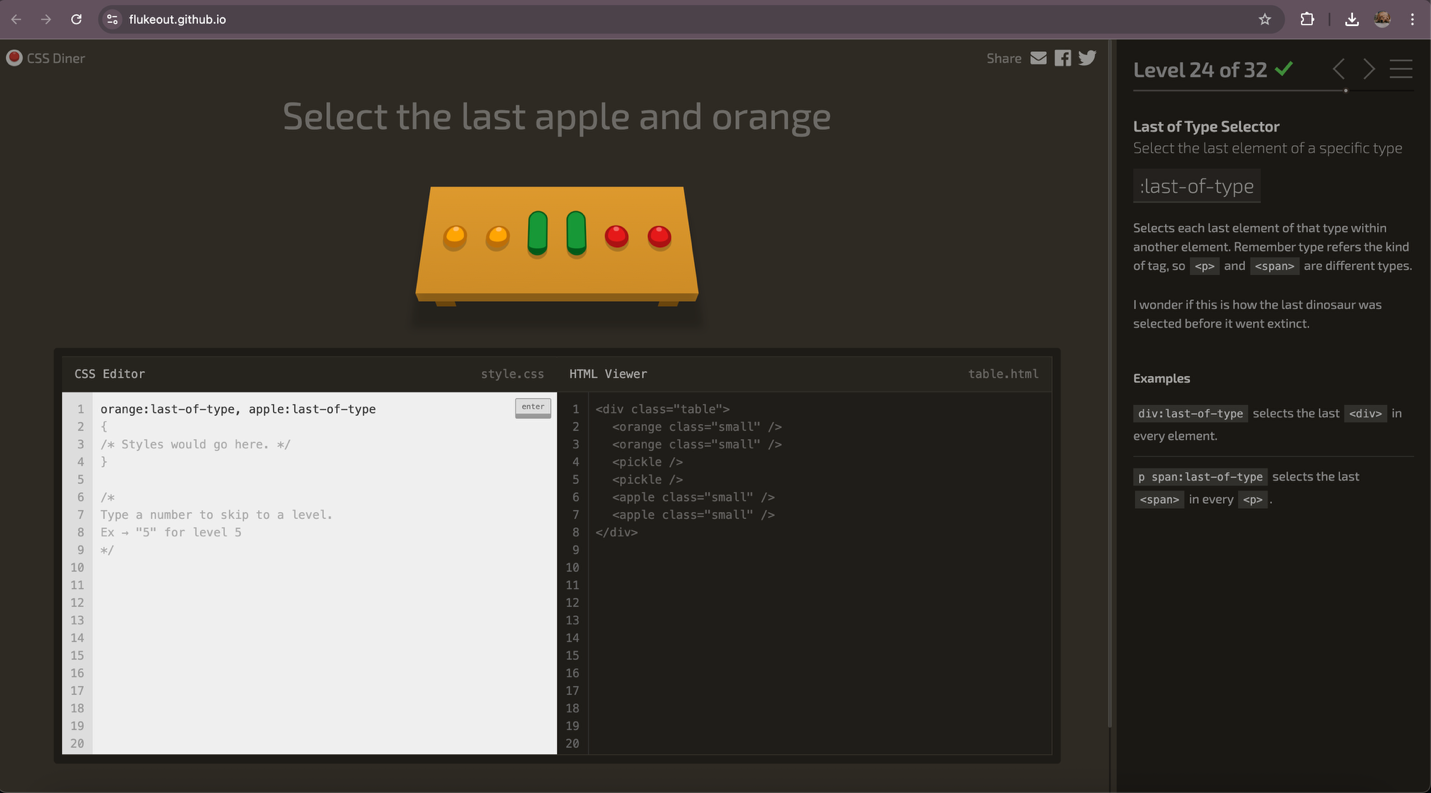 flukeout.github.io
CSS Diner
Share
Select the last apple and orange
CSS Editor
style.css
1 orange:last-of-type, apple:last-of-type
enter
2 {
3 /* Styles would go here. */
4 }
5
6 /*
7 Type a number to skip to a level.
8 Ex → "5" for level 5
9 */
10
11
12
13
14
15
16
17
18
19
20
HTML Viewer
table.html
1 <div class="table">
2 <orange class="small" />
3 <orange class="small" />
4 <pickle />
5 <pickle />
6 <apple class="small" />
7 <apple class="small" />
8 </div>
9
10
11
12
13
14
15
16
17
18
19
20
Level 24 of 32
Last of Type Selector
Select the last element of a specific type
:last-of-type
Selects each last element of that type within
another element. Remember type refers the kind
of tag, so <p> and <span> are different types.
I wonder if this is how the last dinosaur was
selected before it went extinct.
Examples
div:last-of-type selects the last <div> in
every element.
p span:last-of-type selects the last
<span> in every <p>.